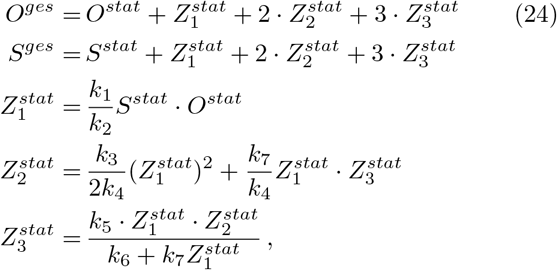 O^{ges} = O^{stat} + Z_1^{stat} + 2 · Z_2^{stat} + 3 · Z_3^{stat} (24)
S^{ges} = S^{stat} + Z_1^{stat} + 2 · Z_2^{stat} + 3 · Z_3^{stat}
Z_1^{stat} = \frac{k_1}{k_2} S^{stat} · O^{stat}
Z_2^{stat} = \frac{k_3}{2k_4} (Z_1^{stat})^2 + \frac{k_7}{k_4} Z_1^{stat} · Z_3^{stat}
Z_3^{stat} = \frac{k_5 · Z_1^{stat} · Z_2^{stat}}{k_6 + k_7 Z_1^{stat}} ,